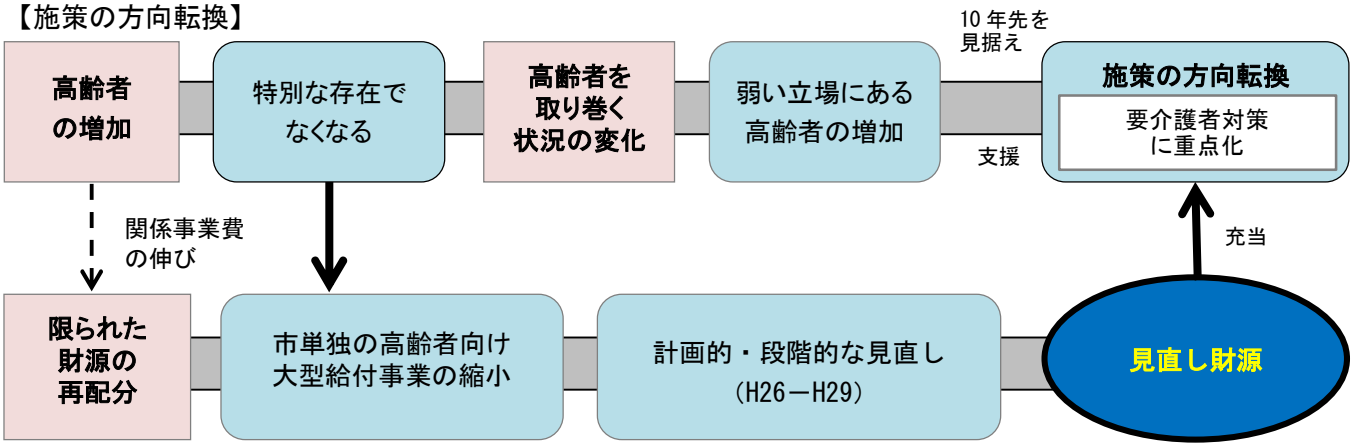 【施策の方向転換】
高齢者
の増加
特別な存在で
なくなる
高齢者を
取り巻く
状況の変化
弱い立場にある
高齢者の増加
10年先を
見据え
支援
施策の方向転換
要介護者対策
に重点化
関係事業費
の伸び
充当
限られた
財源の
再配分
市単独の高齢者向け
大型給付事業の縮小
計画的・段階的な見直し
(H26－H29)
見直し財源